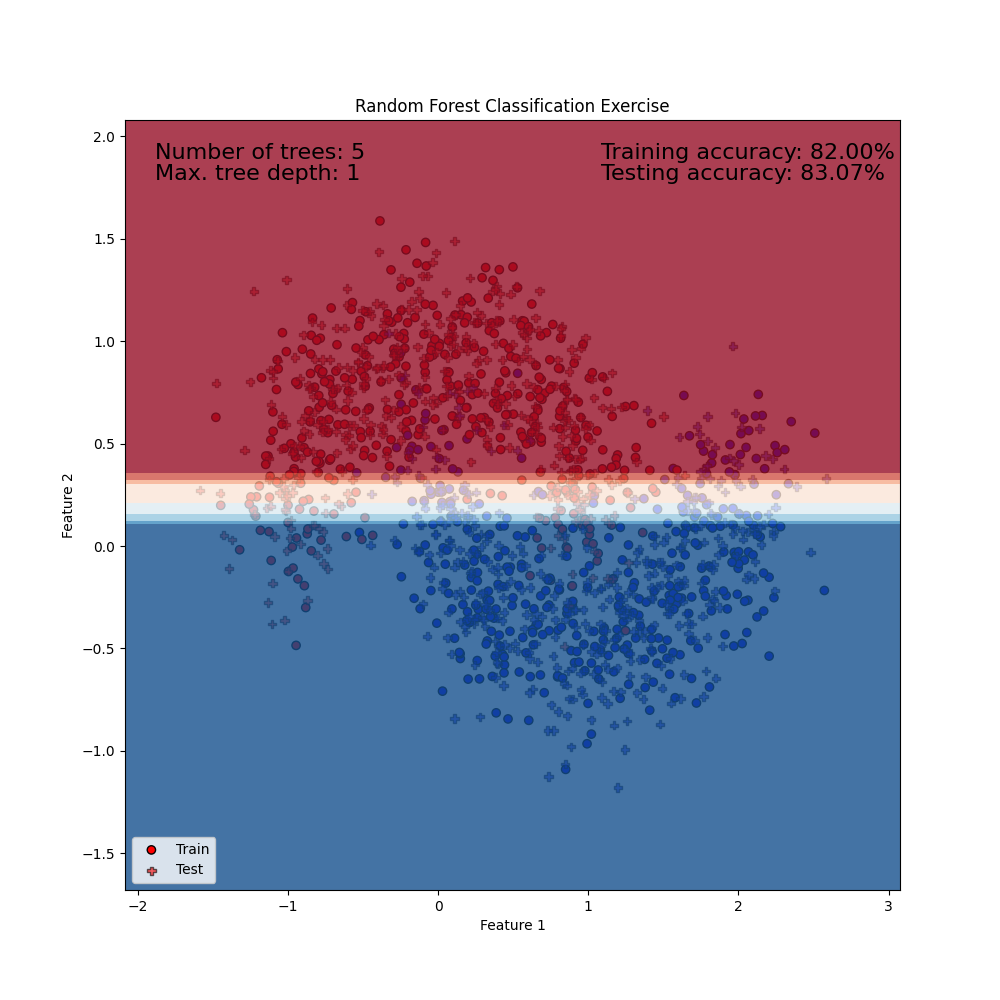 Random Forest Classification Exercise
Number of trees: 5
Max. tree depth: 1
Training accuracy: 82.00%
Testing accuracy: 83.07%
2.0
1.5
1.0
0.5
0.0
−0.5
−1.0
−1.5
Feature 2
Train
Test
−2 −1 0 1 2 3
Feature 1